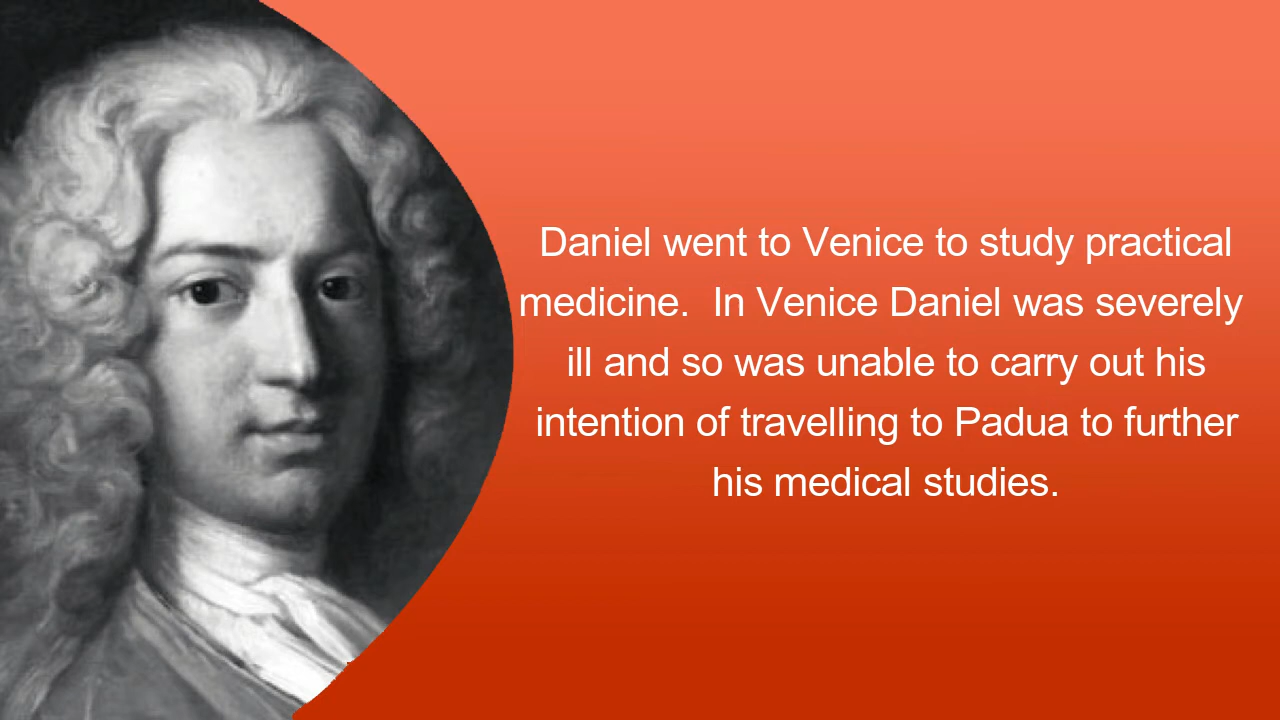 Daniel went to Venice to study practical
medicine.  In Venice Daniel was severely
ill and so was unable to carry out his
intention of travelling to Padua to further
his medical studies.